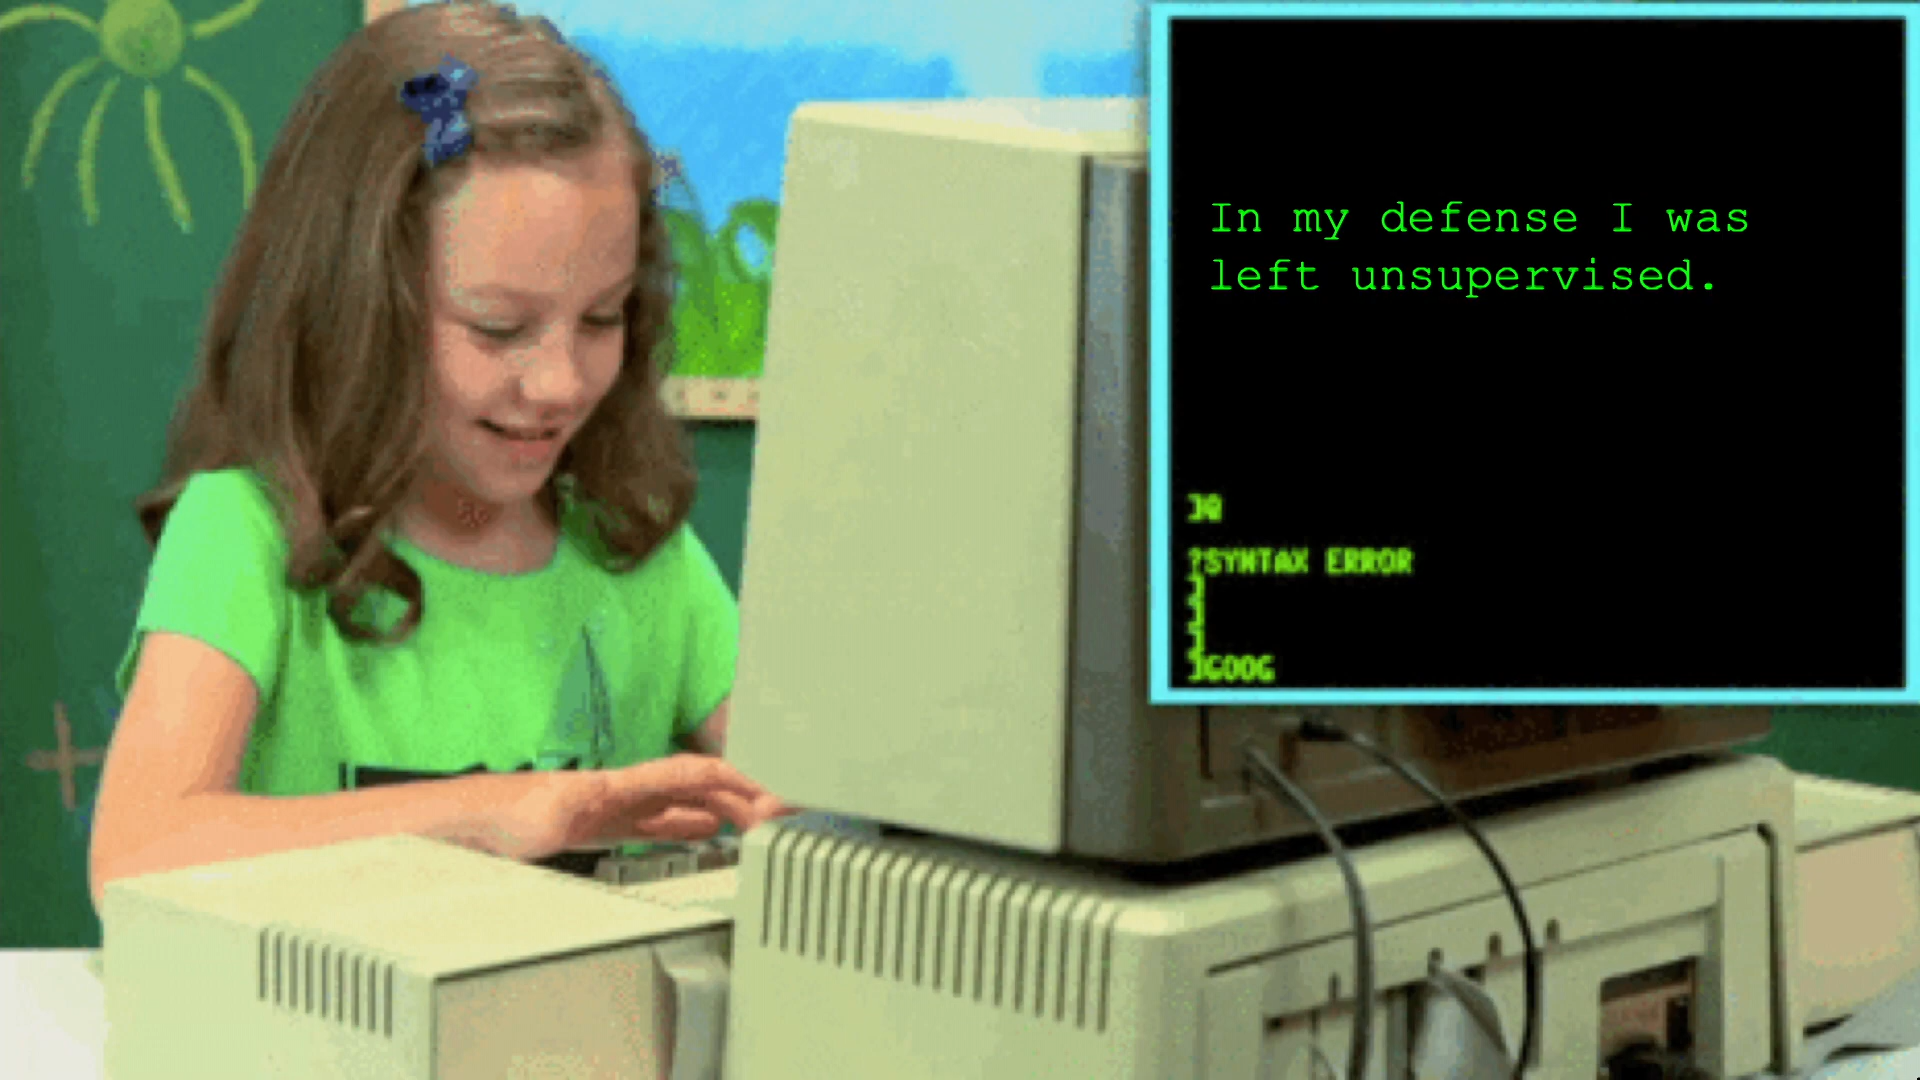 In my defense I was
left unsupervised.
]@
?SYNTAX ERROR
]
]
]
]GOOG